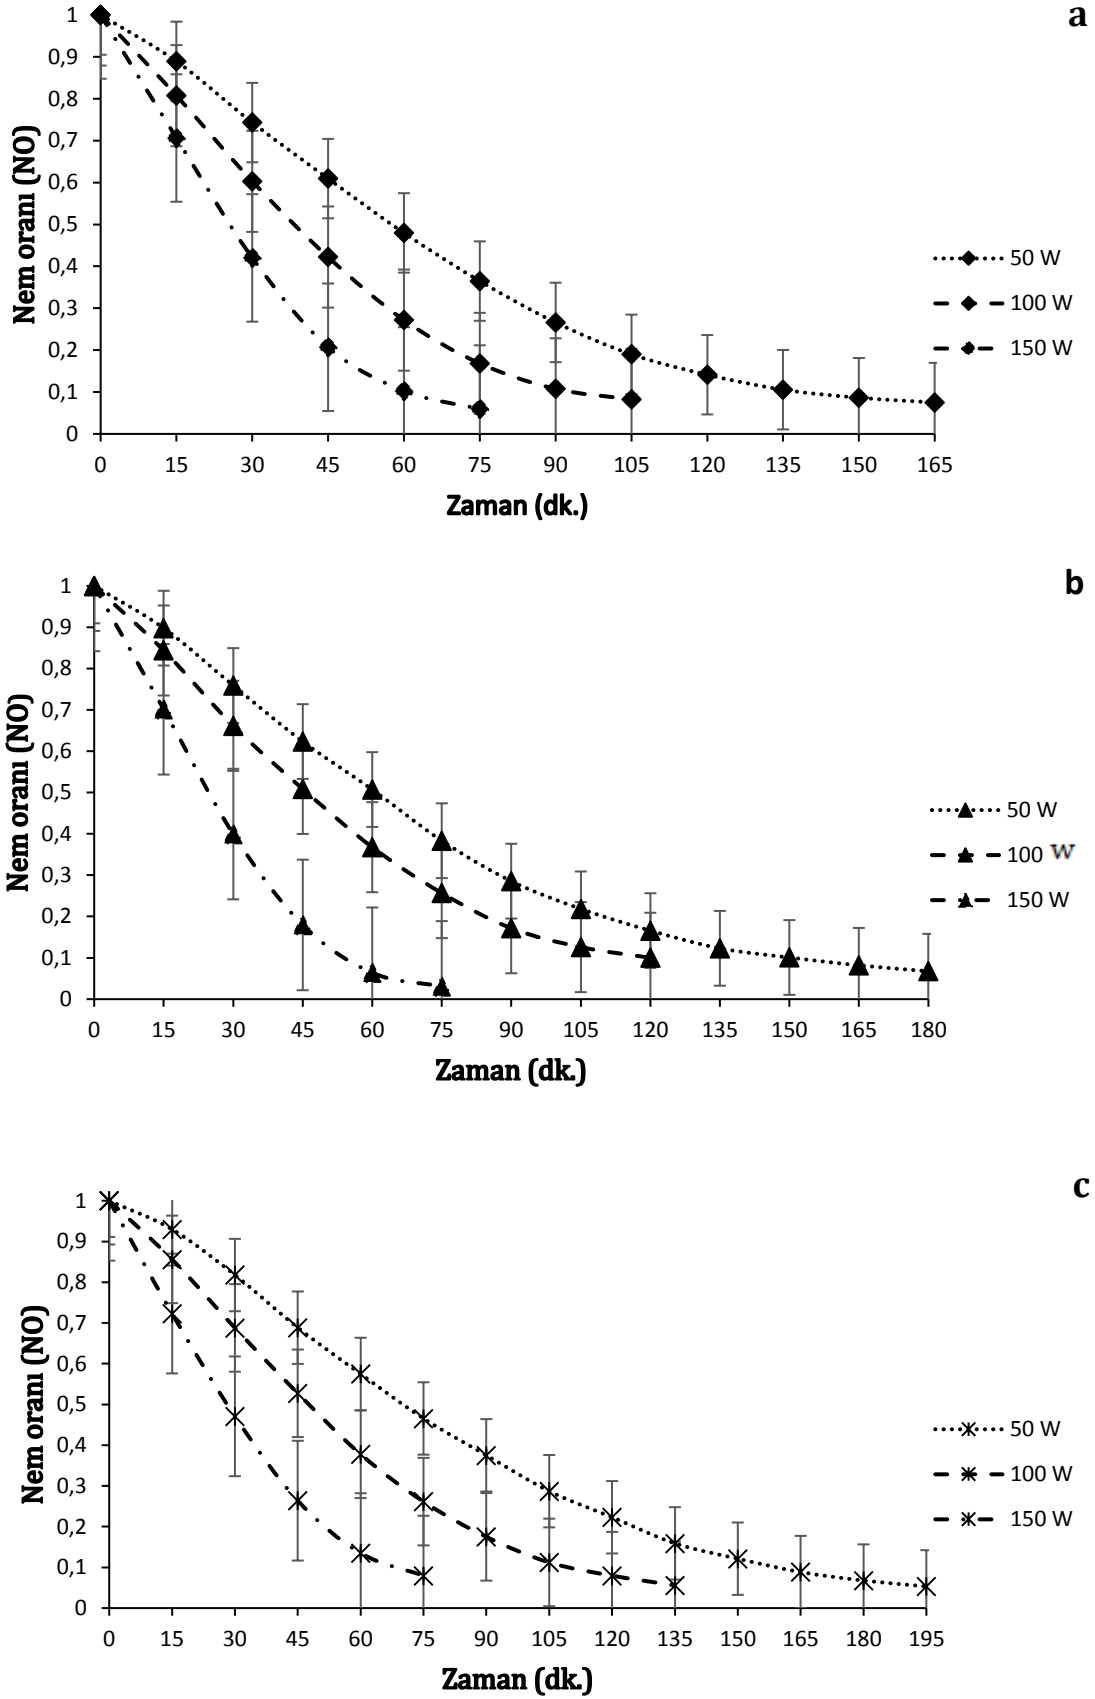 a
1
0,9
0,8
0,7
0,6
0,5
0,4
0,3
0,2
0,1
0
Nem oranı (NO)
0 15 30 45 60 75 90 105 120 135 150 165
Zaman (dk.)
50 W
100 W
150 W
b
1
0,9
0,8
0,7
0,6
0,5
0,4
0,3
0,2
0,1
0
Nem oranı (NO)
0 15 30 45 60 75 90 105 120 135 150 165 180
Zaman (dk.)
50 W
100 W
150 W
c
1
0,9
0,8
0,7
0,6
0,5
0,4
0,3
0,2
0,1
0
Nem oranı (NO)
0 15 30 45 60 75 90 105 120 135 150 165 180 195
Zaman (dk.)
50 W
100 W
150 W